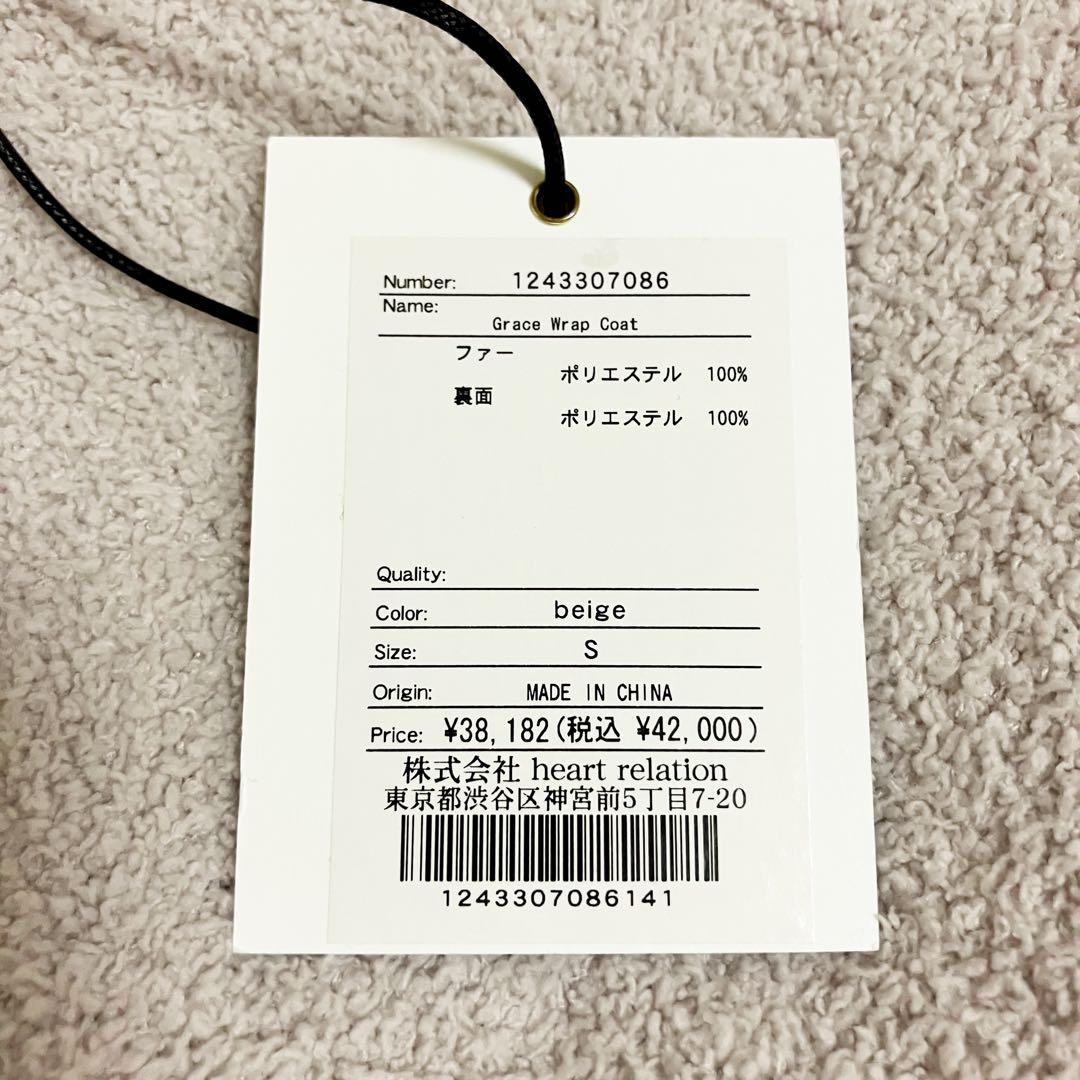 Number: 1243307086
Name:
Grace Wrap Coat
ファー
ポリエステル 100%
裏面
ポリエステル 100%
Quality:
Color: beige
Size: S
Origin: MADE IN CHINA
Price: ¥38,182(税込 ¥42,000)
株式会社 heart relation
東京都渋谷区神宮前5丁目7-20
1243307086141